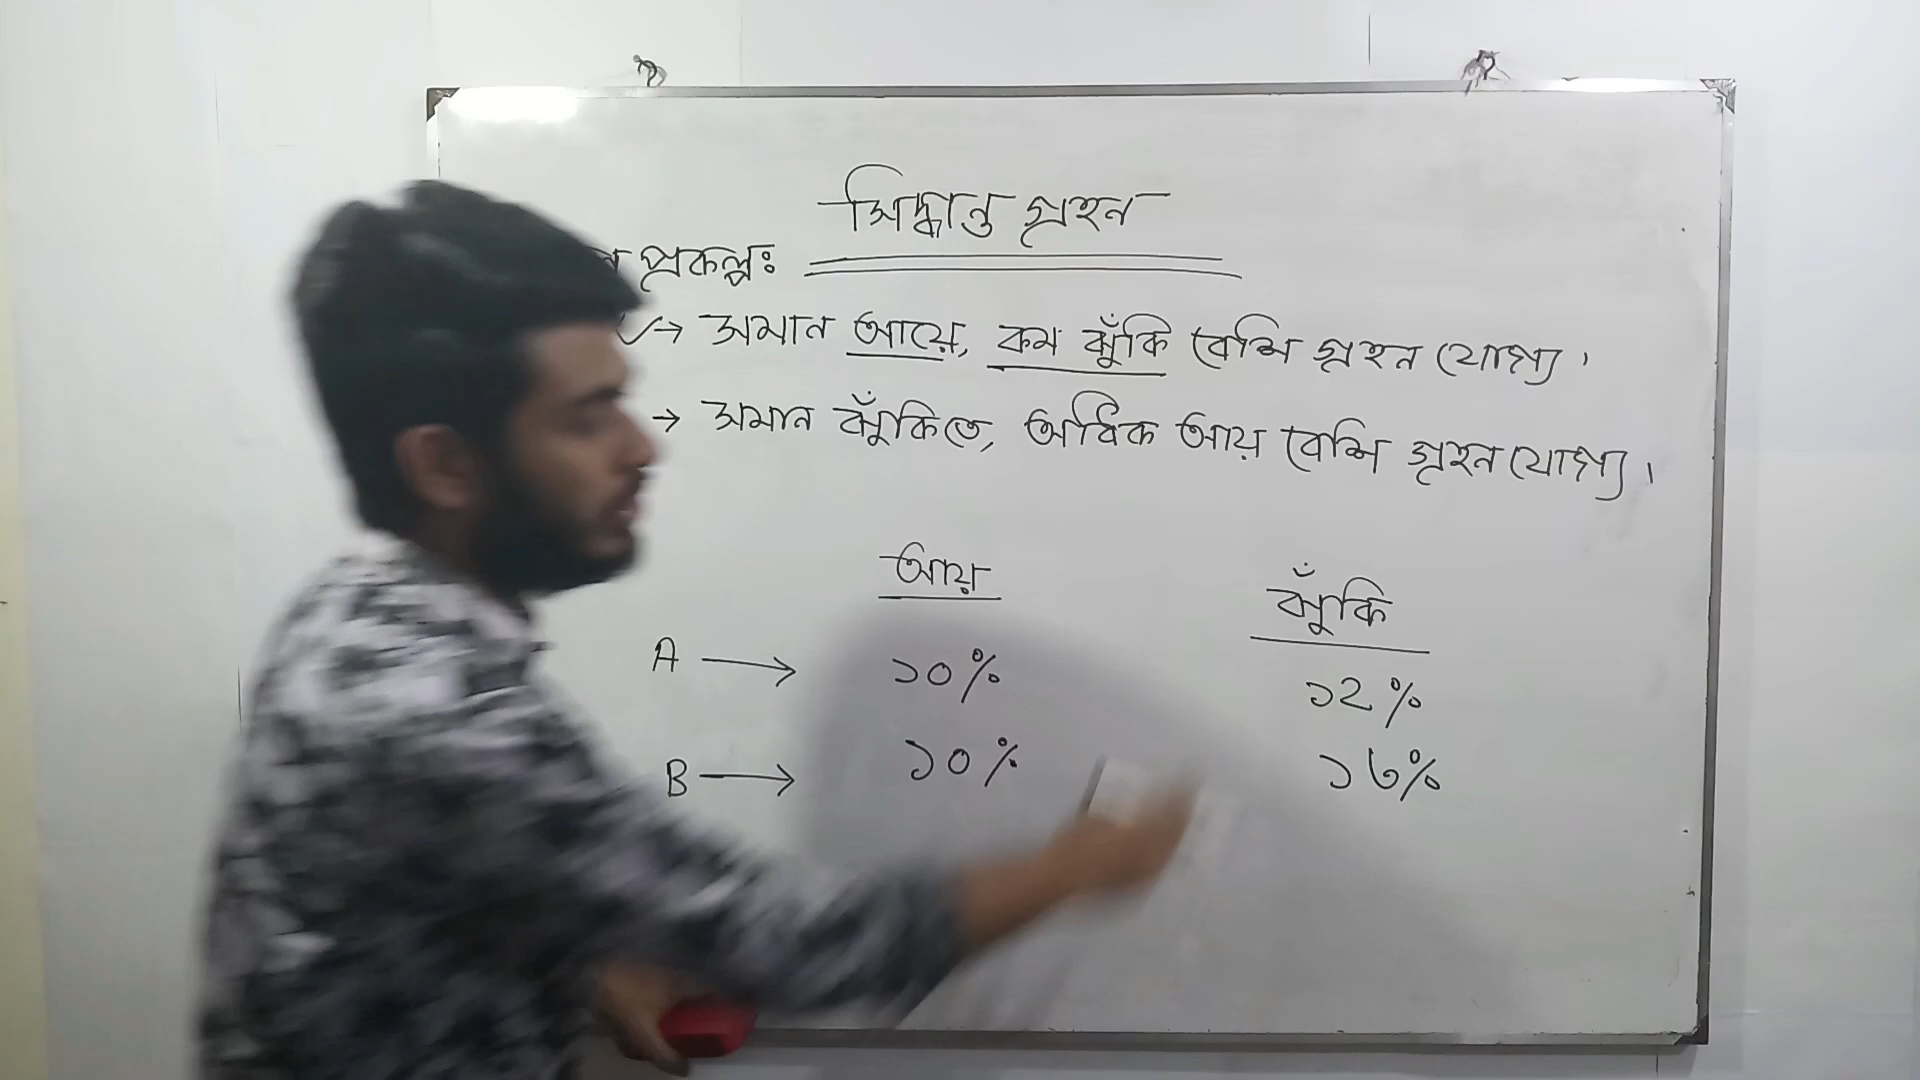 সিদ্ধান্ত গ্রহন
প্রকল্পঃ
→ সমান আয়ে, কম ঝুঁকি বেশি গ্রহন যোগ্য।
→ সমান ঝুঁকিতে, অধিক আয় বেশি গ্রহন যোগ্য।
আয় ঝুঁকি
A → ১০% ১২%
B → ১০% ১৬%